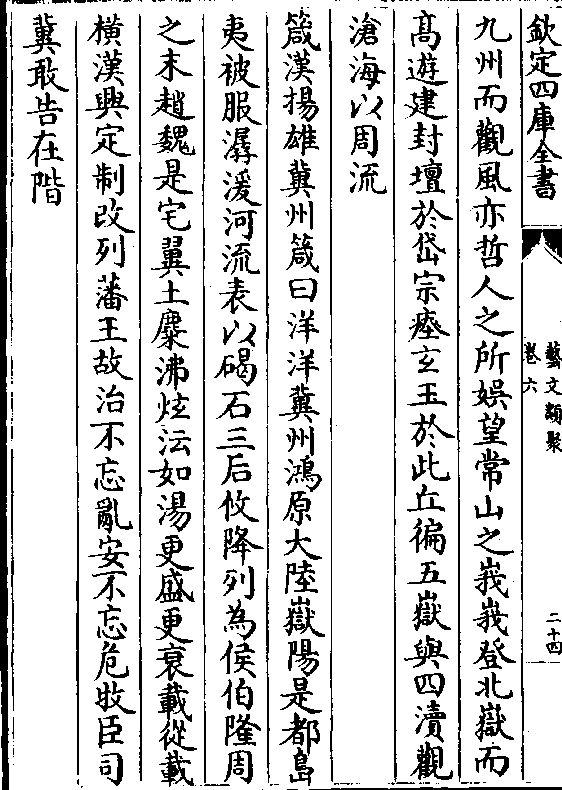 欽定四庫全書
藝文類聚
卷六
二十四
九州而觀風亦哲人之所娯望常山之峩峩登北嶽而
髙遊建封壇於岱宗瘞玄玉於此丘徧五嶽與四瀆觀
滄海以周流
箴漢揚雄冀州箴曰洋洋冀州鴻原大陸嶽陽是都島
夷被服潺湲河流表以碣石三后攸降列為侯伯隆周
之末趙魏是宅翼土麋沸炫沄如湯更盛更衰載從載
橫漢興定制改列藩王故治不忘亂安不忘危牧臣司
冀敢告在階